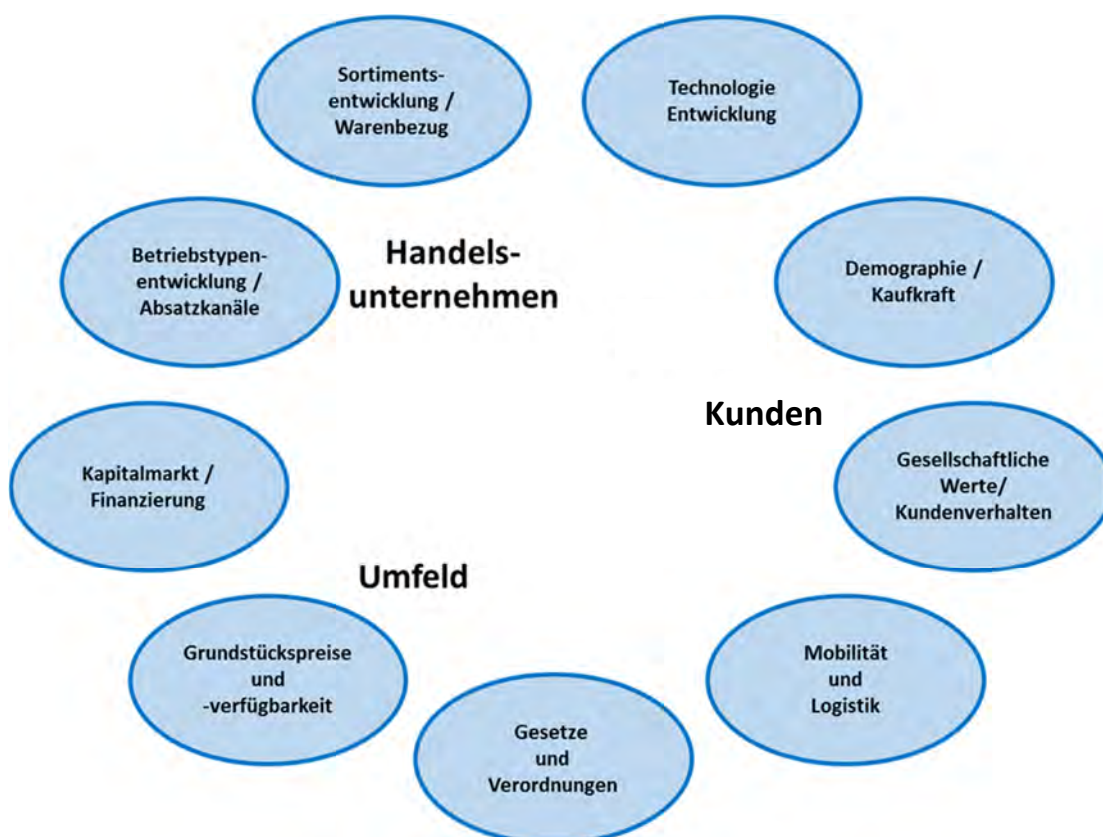 Sortiments-
entwicklung /
Warenbezug
Technologie
Entwicklung
Betriebstypen-
entwicklung /
Absatzkanäle
Handels-
unternehmen
Demographie /
Kaufkraft
Kunden
Kapitalmarkt /
Finanzierung
Gesellschaftliche
Werte/
Kundenverhalten
Umfeld
Grundstückspreise
und
-verfügbarkeit
Mobilität
und
Logistik
Gesetze
und
Verordnungen